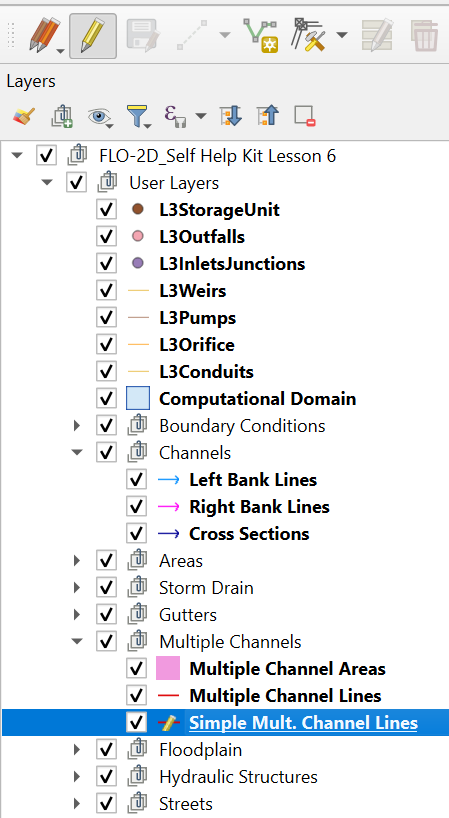 Layers
FLO-2D_Self Help Kit Lesson 6
User Layers
L3StorageUnit
L3Outfalls
L3InletsJunctions
L3Weirs
L3Pumps
L3Orifice
L3Conduits
Computational Domain
Boundary Conditions
Channels
Left Bank Lines
Right Bank Lines
Cross Sections
Areas
Storm Drain
Gutters
Multiple Channels
Multiple Channel Areas
Multiple Channel Lines
Simple Mult. Channel Lines
Floodplain
Hydraulic Structures
Streets